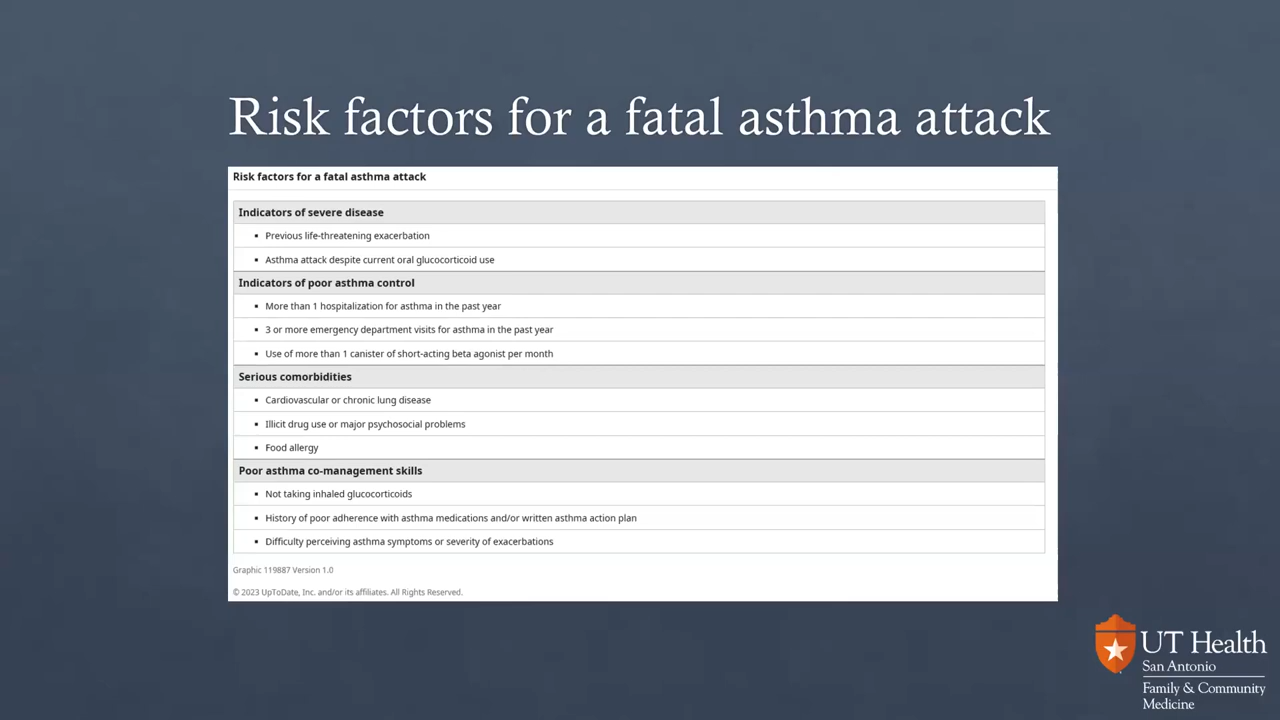 Risk factors for a fatal asthma attack
Risk factors for a fatal asthma attack
Indicators of severe disease
▪ Previous life-threatening exacerbation
▪ Asthma attack despite current oral glucocorticoid use
Indicators of poor asthma control
▪ More than 1 hospitalization for asthma in the past year
▪ 3 or more emergency department visits for asthma in the past year
▪ Use of more than 1 canister of short-acting beta agonist per month
Serious comorbidities
▪ Cardiovascular or chronic lung disease
▪ Illicit drug use or major psychosocial problems
▪ Food allergy
Poor asthma co-management skills
▪ Not taking inhaled glucocorticoids
▪ History of poor adherence with asthma medications and/or written asthma action plan
▪ Difficulty perceiving asthma symptoms or severity of exacerbations
Graphic 119887 Version 1.0
© 2023 UpToDate, Inc. and/or its affiliates. All Rights Reserved.
UT Health
San Antonio
Family & Community
Medicine